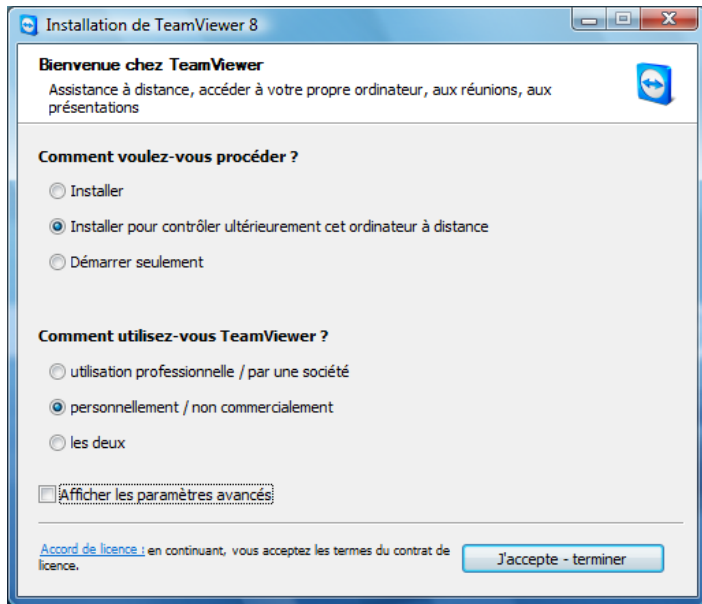 Installation de TeamViewer 8
Bienvenue chez TeamViewer
Assistance à distance, accéder à votre propre ordinateur, aux réunions, aux
présentations
Comment voulez-vous procéder ?
Installer
Installer pour contrôler ultérieurement cet ordinateur à distance
Démarrer seulement
Comment utilisez-vous TeamViewer ?
utilisation professionnelle / par une société
personnellement / non commercialement
les deux
Afficher les paramètres avancés
Accord de licence : en continuant, vous acceptez les termes du contrat de
licence.
J'accepte - terminer